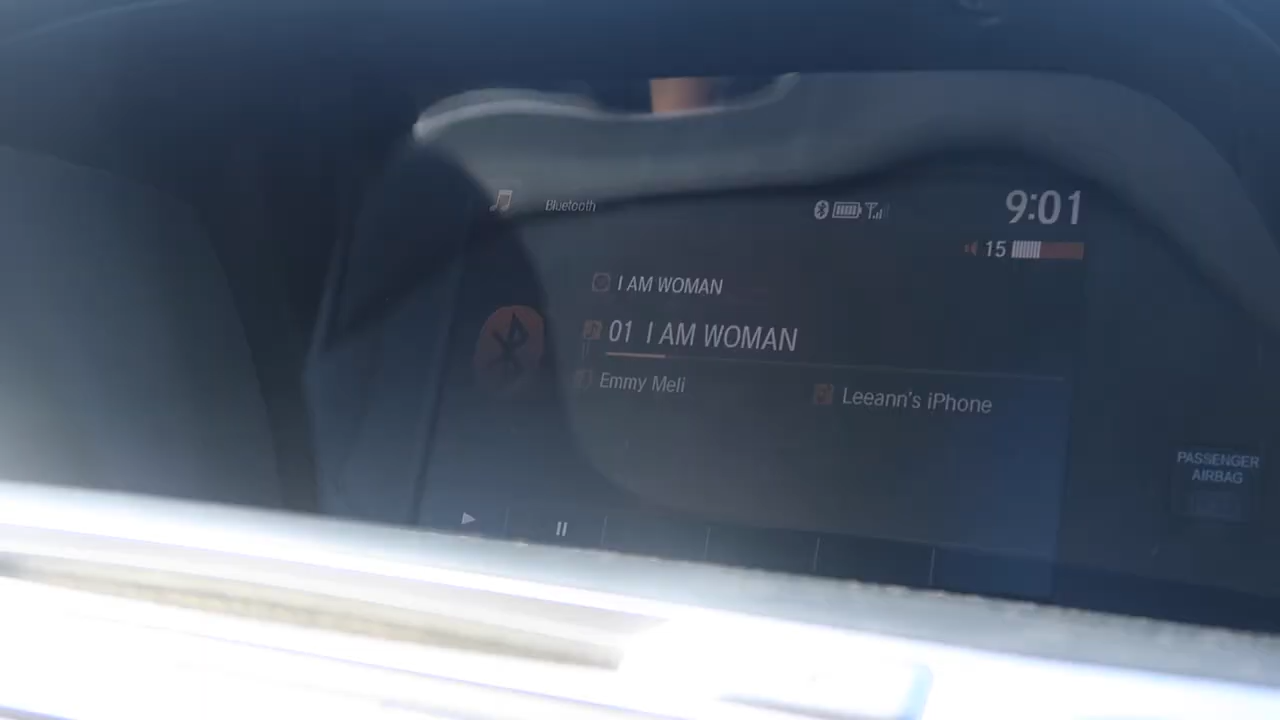 Bluetooth
9:01
15
I AM WOMAN
01 I AM WOMAN
Emmy Meli
Leeann's iPhone
PASSENGER
AIRBAG